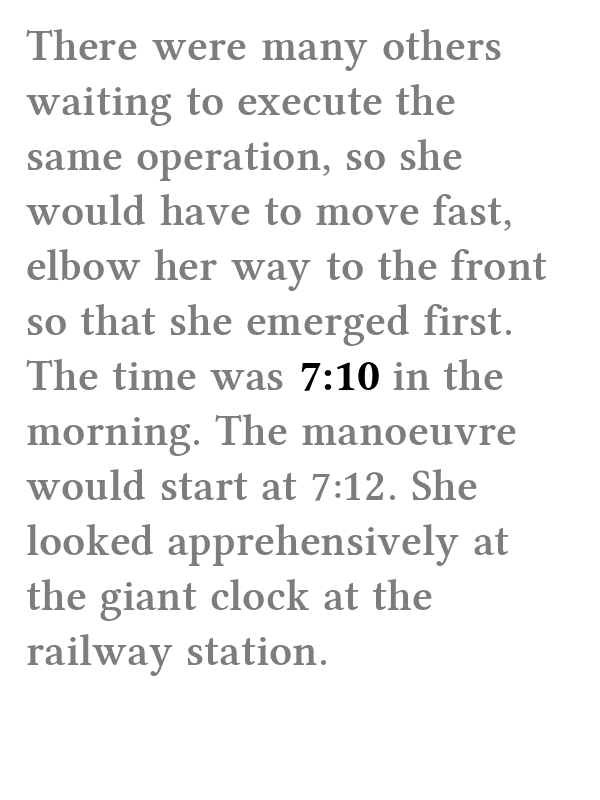 There were many others
waiting to execute the
same operation, so she
would have to move fast,
elbow her way to the front
so that she emerged first.
The time was 7:10 in the
morning. The manoeuvre
would start at 7:12. She
looked apprehensively at
the giant clock at the
railway station.